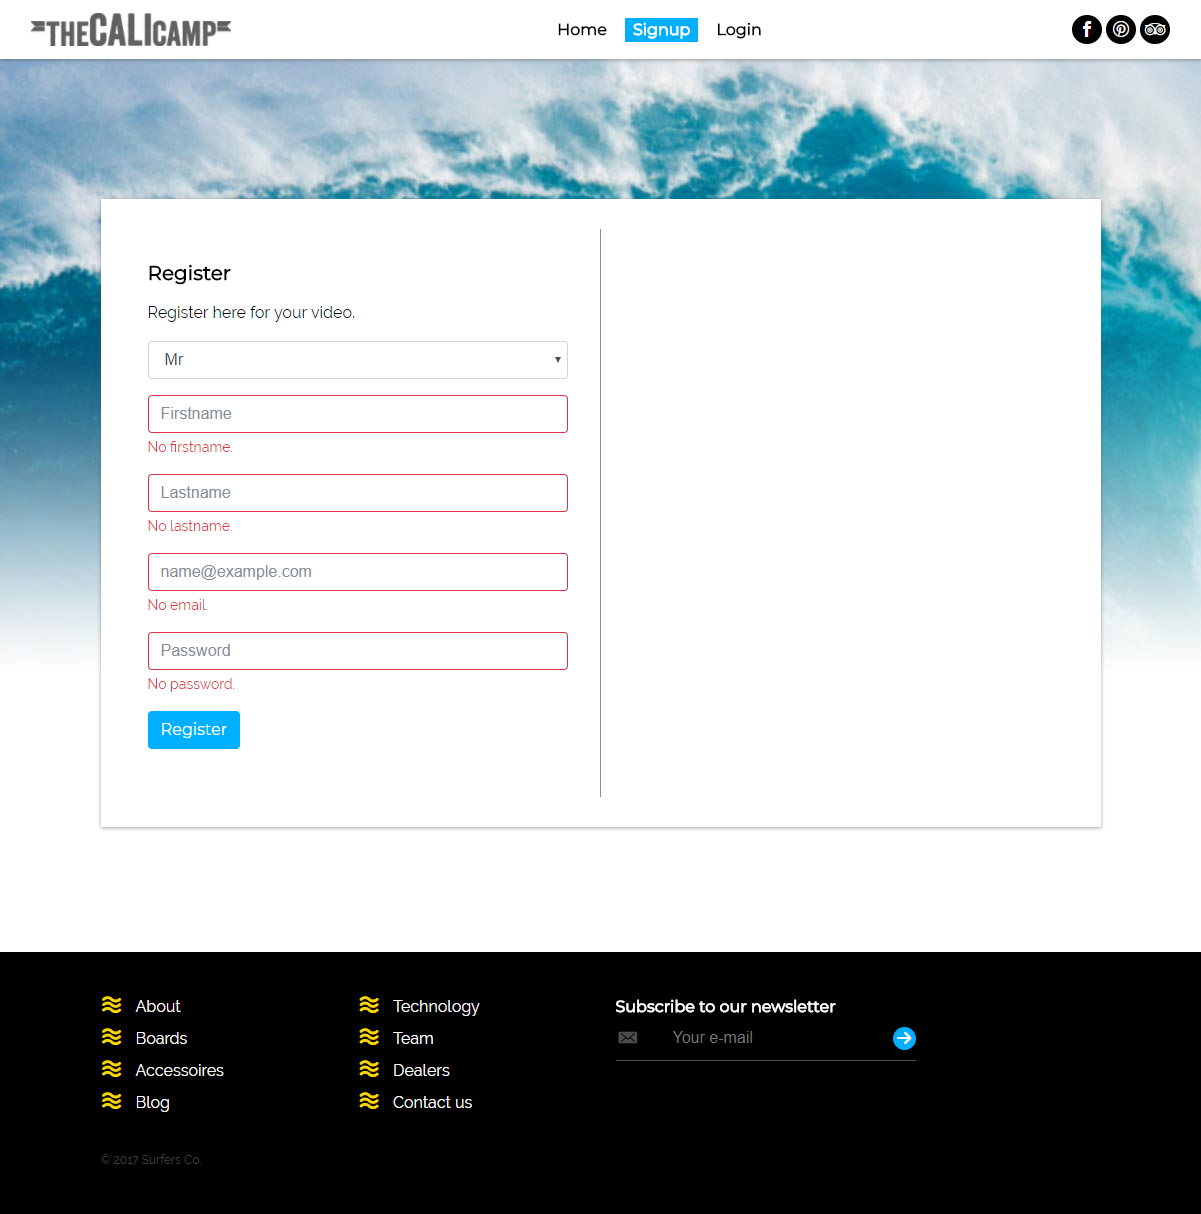 THECALICAMP
Home Signup Login
Register
Register here for your video.
Mr
Firstname
No firstname.
Lastname
No lastname.
name@example.com
No email.
Password
No password.
Register
About
Boards
Accessoires
Blog
Technology
Team
Dealers
Contact us
Subscribe to our newsletter
Your e-mail
© 2017 Surfers Co.